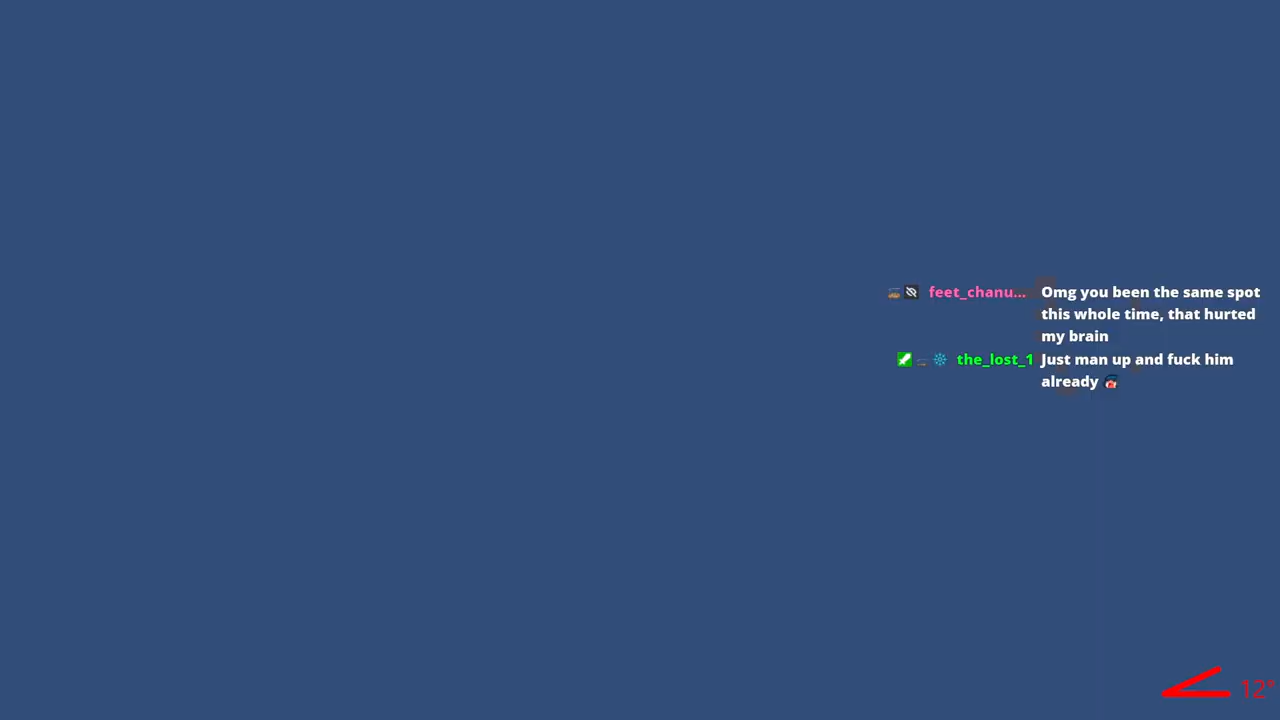 feet_chanu... Omg you been the same spot
this whole time, that hurted
my brain
the_lost_1 Just man up and fuck him
already
12°